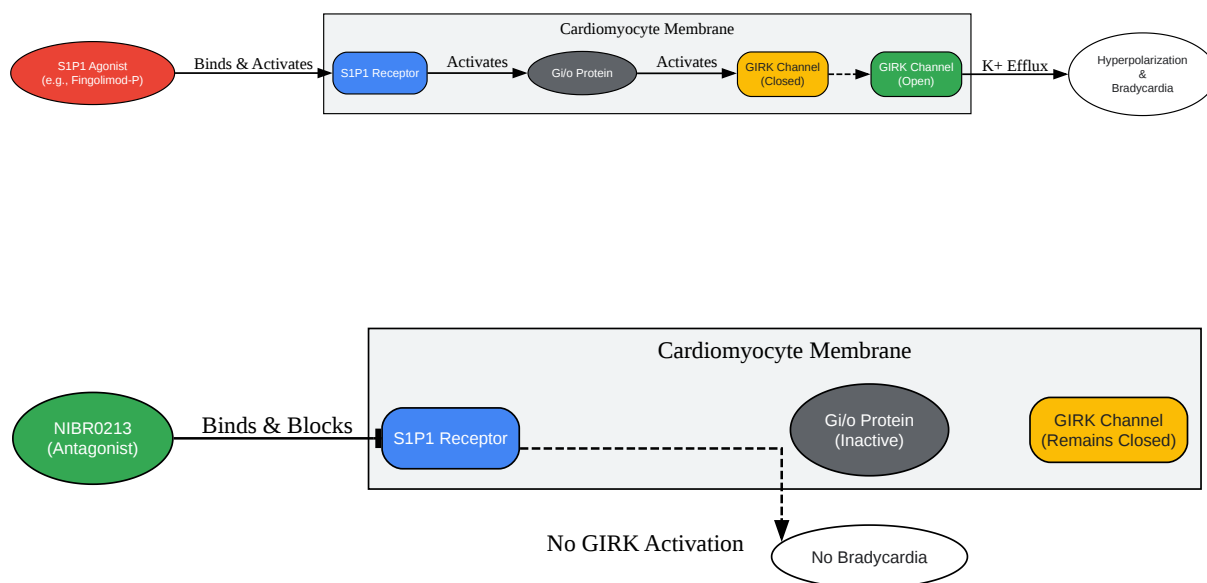 Cardiomyocyte Membrane
S1P1 Agonist
(e.g., Fingolimod-P)
Binds & Activates
S1P1 Receptor
Activates
Gi/o Protein
Activates
GIRK Channel
(Closed)
GIRK Channel
(Open)
K+ Efflux
Hyperpolarization
&
Bradycardia
Cardiomyocyte Membrane
NIBR0213
(Antagonist)
Binds & Blocks
S1P1 Receptor
Gi/o Protein
(Inactive)
GIRK Channel
(Remains Closed)
No GIRK Activation
No Bradycardia